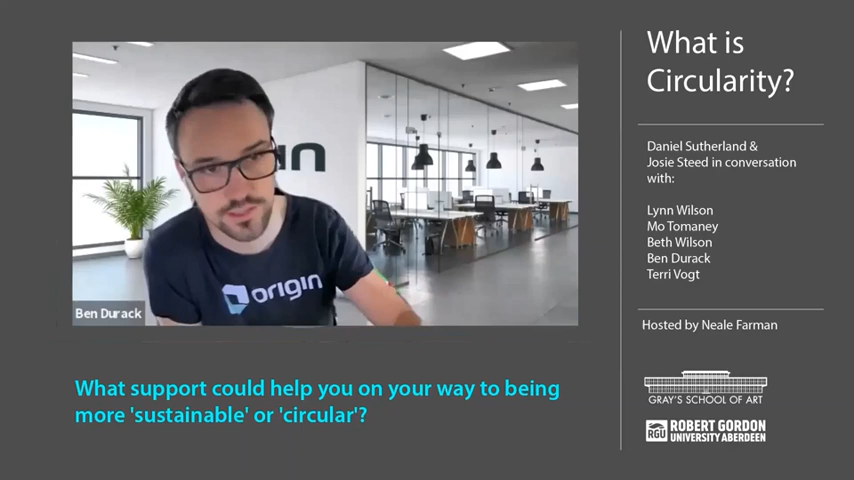 in
origin
Ben Durack
What support could help you on your way to being
more 'sustainable' or 'circular'?
What is
Circularity?
Daniel Sutherland &
Josie Steed in conversation
with:
Lynn Wilson
Mo Tomaney
Beth Wilson
Ben Durack
Terri Vogt
Hosted by Neale Farman
GRAY'S SCHOOL OF ART
RGU ROBERT GORDON
UNIVERSITY ABERDEEN